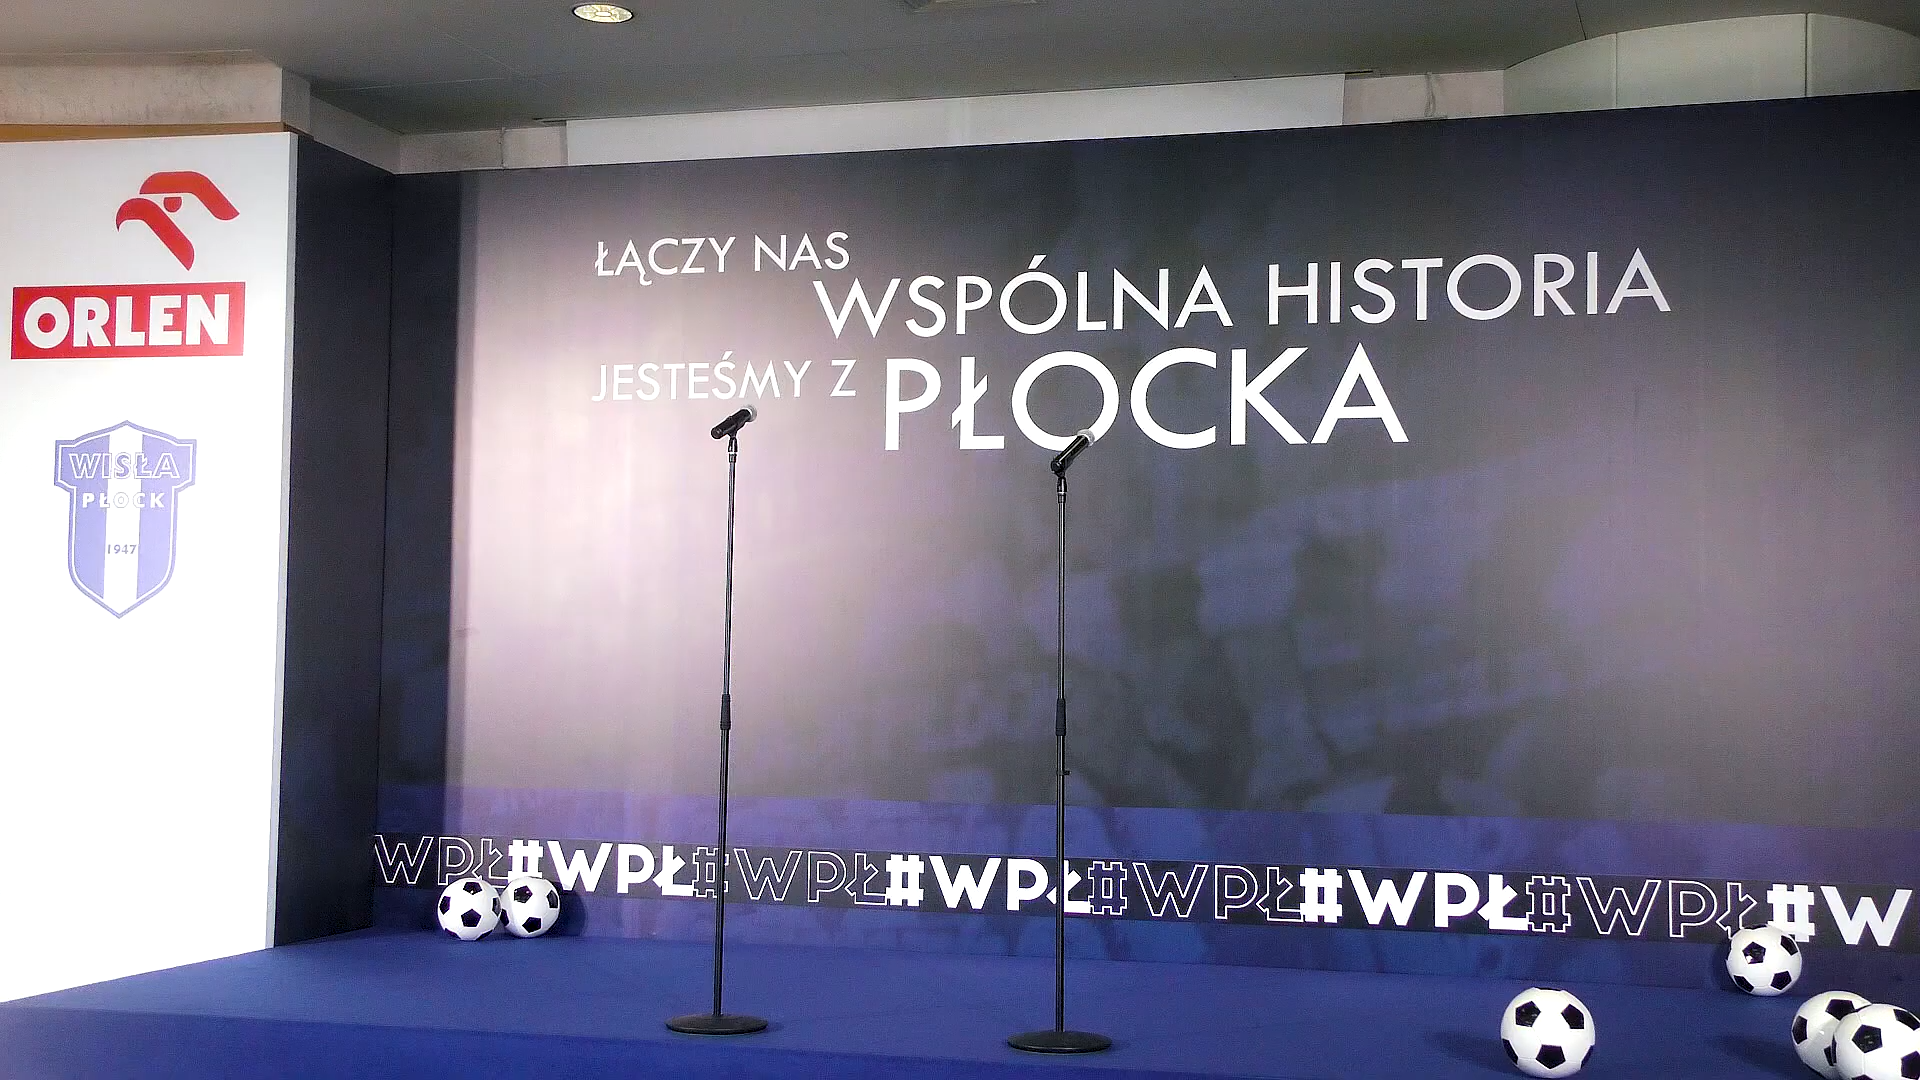 ORLEN
WISŁA
PŁOCK
1947
ŁĄCZY NAS
WSPÓLNA HISTORIA
JESTEŚMY Z PŁOCKA
WPŁ#WPŁ#WPŁ#WPŁ#WPŁ#WPŁ#WPŁ#W